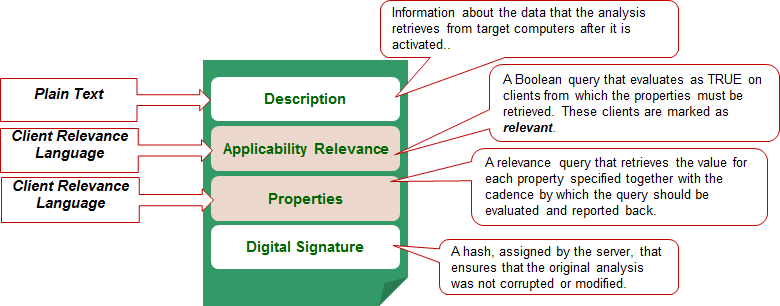 Information about the data that the analysis
retrieves from target computers after it is
activated..
Plain Text
Description
A Boolean query that evaluates as TRUE on
clients from which the properties must be
retrieved. These clients are marked as
relevant.
Client Relevance
Language
Applicability Relevance
A relevance query that retrieves the value for
each property specified together with the
cadence by which the query should be
evaluated and reported back.
Client Relevance
Language
Properties
Digital Signature
A hash, assigned by the server, that
ensures that the original analysis
was not corrupted or modified.